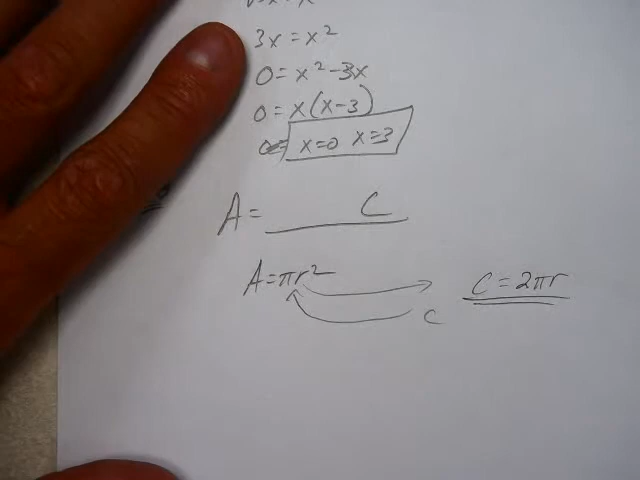 3x = x²
0 = x² - 3x
0 = x(x-3)
x=0 x=3
A = C
A = πr² C = 2πr
C